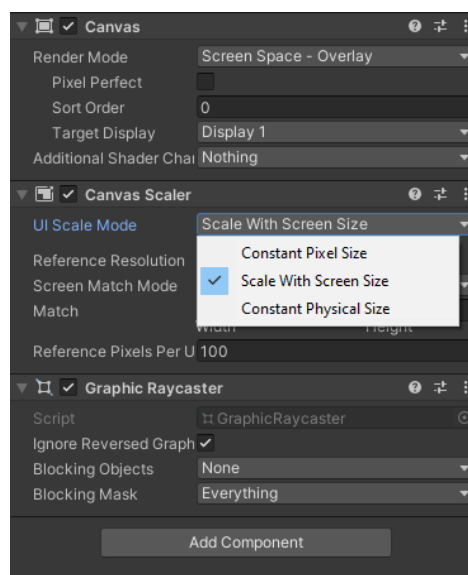 Canvas
Render Mode Screen Space - Overlay
Pixel Perfect
Sort Order 0
Target Display Display 1
Additional Shader Chai Nothing
Canvas Scaler
UI Scale Mode Scale With Screen Size
Constant Pixel Size
Reference Resolution
Scale With Screen Size
Screen Match Mode
Constant Physical Size
Match
Width Height
Reference Pixels Per U 100
Graphic Raycaster
Script GraphicRaycaster
Ignore Reversed Graph
Blocking Objects None
Blocking Mask Everything
Add Component